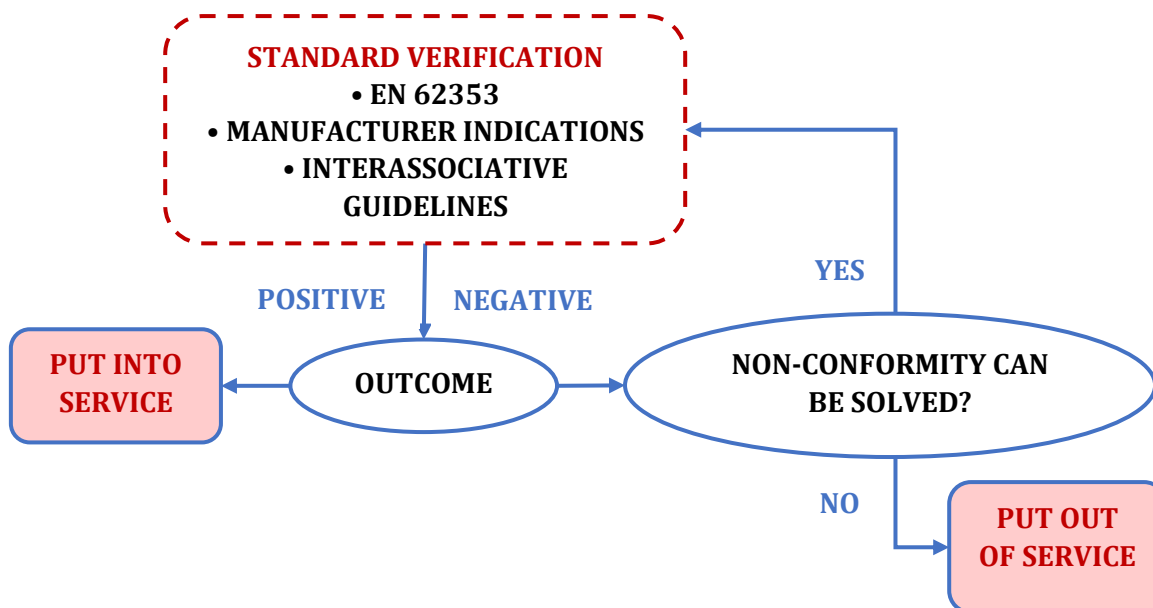 STANDARD VERIFICATION
• EN 62353
• MANUFACTURER INDICATIONS
• INTERASSOCIATIVE
GUIDELINES
POSITIVE
NEGATIVE
YES
PUT INTO
SERVICE
OUTCOME
NON-CONFORMITY CAN
BE SOLVED?
NO
PUT OUT
OF SERVICE